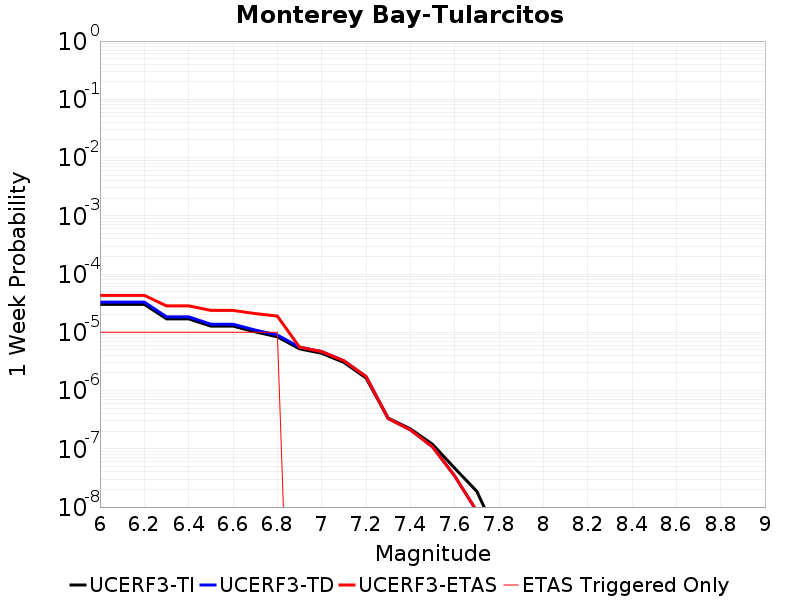 Monterey Bay-Tularcitos
1 Week Probability
10^0
10^-1
10^-2
10^-3
10^-4
10^-5
10^-6
10^-7
10^-8
6 6.2 6.4 6.6 6.8 7 7.2 7.4 7.6 7.8 8 8.2 8.4 8.6 8.8 9
Magnitude
UCERF3-TI UCERF3-TD UCERF3-ETAS ETAS Triggered Only